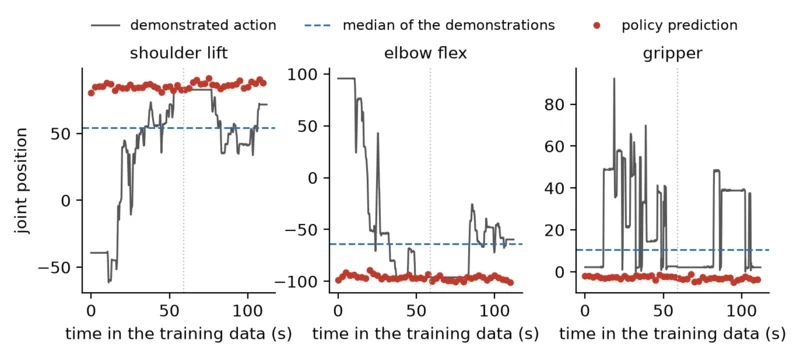 demonstrated action median of the demonstrations policy prediction
shoulder lift elbow flex gripper
joint position
50
0
−50
0 50 100
time in the training data (s)
100
50
0
−50
−100
0 50 100
time in the training data (s)
80
60
40
20
0
0 50 100
time in the training data (s)